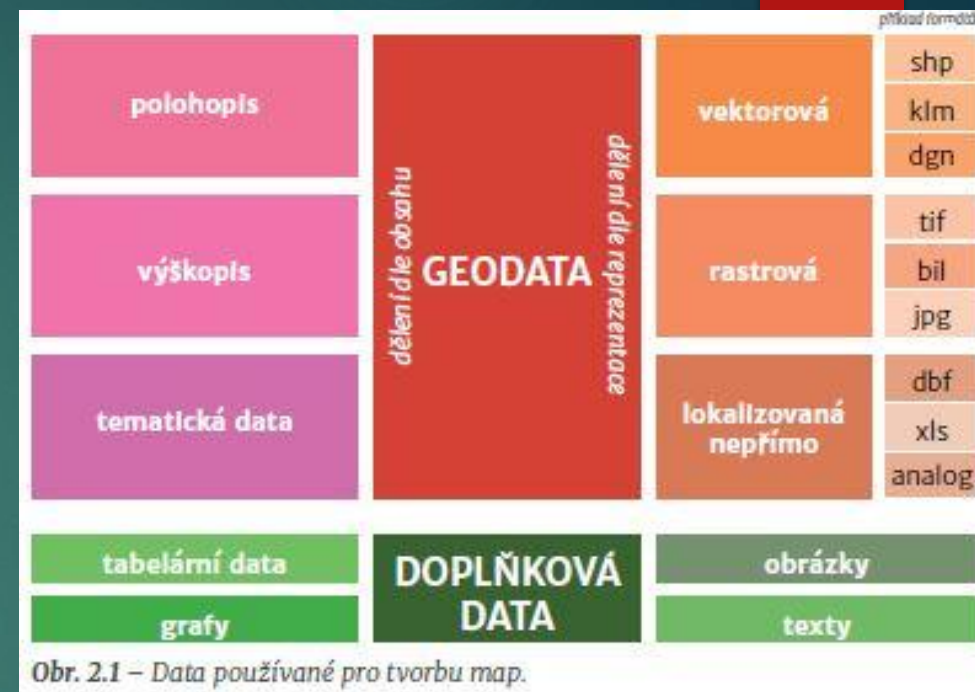 příklad formátů
polohopis
výškopis
tematická data
dělení dle obsahu
GEODATA
dělení dle reprezentace
vektorová
shp
klm
dgn
rastrová
tif
bil
jpg
lokalizovaná
nepřímo
dbf
xls
analog
tabelární data
grafy
DOPLŇKOVÁ
DATA
obrázky
texty
Obr. 2.1 – Data používané pro tvorbu map.